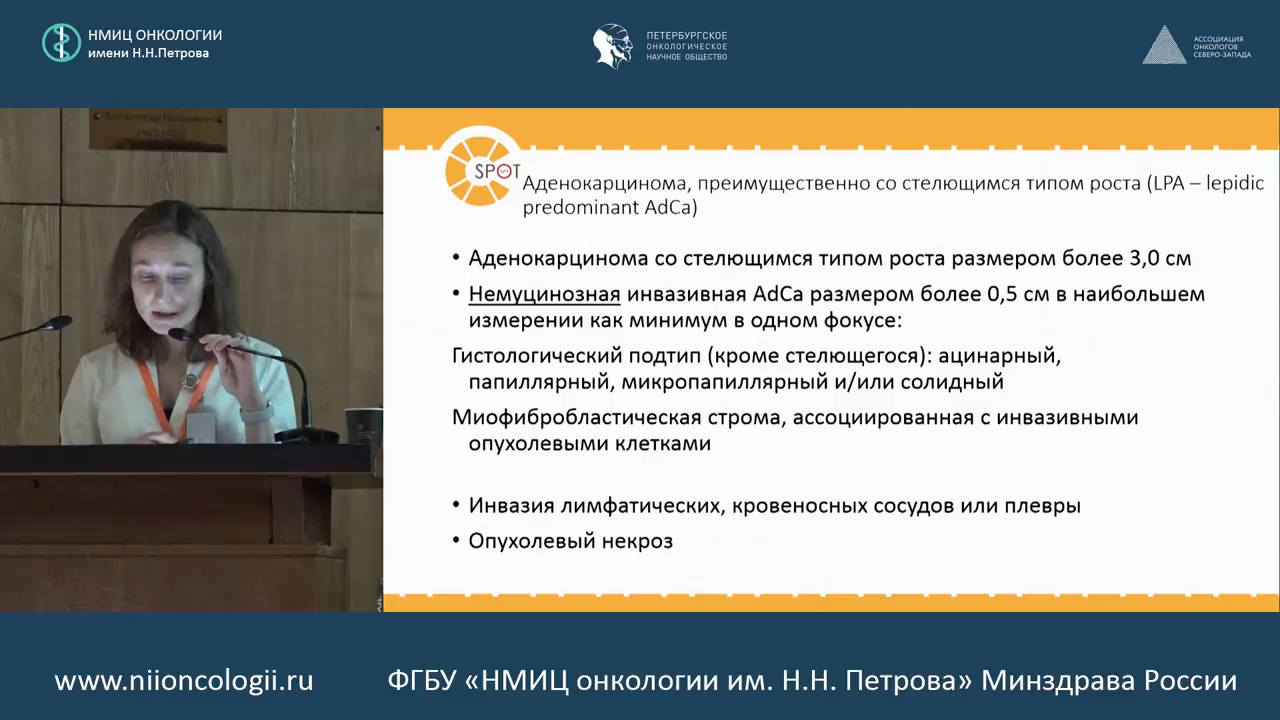 НМИЦ ОНКОЛОГИИ
имени Н.Н.Петрова
ПЕТЕРБУРГСКОЕ
ОНКОЛОГИЧЕСКОЕ
НАУЧНОЕ ОБЩЕСТВО
АССОЦИАЦИЯ
ОНКОЛОГОВ
СЕВЕРО-ЗАПАДА
SPOT
Аденокарцинома, преимущественно со стелющимся типом роста (LPA – lepidic
predominant AdCa)
• Аденокарцинома со стелющимся типом роста размером более 3,0 см
• Немуцинозная инвазивная AdCa размером более 0,5 см в наибольшем
измерении как минимум в одном фокусе:
Гистологический подтип (кроме стелющегося): ацинарный,
папиллярный, микропапиллярный и/или солидный
Миофибробластическая строма, ассоциированная с инвазивными
опухолевыми клетками
• Инвазия лимфатических, кровеносных сосудов или плевры
• Опухолевый некроз
www.niioncologii.ru
ФГБУ «НМИЦ онкологии им. Н.Н. Петрова» Минздрава России